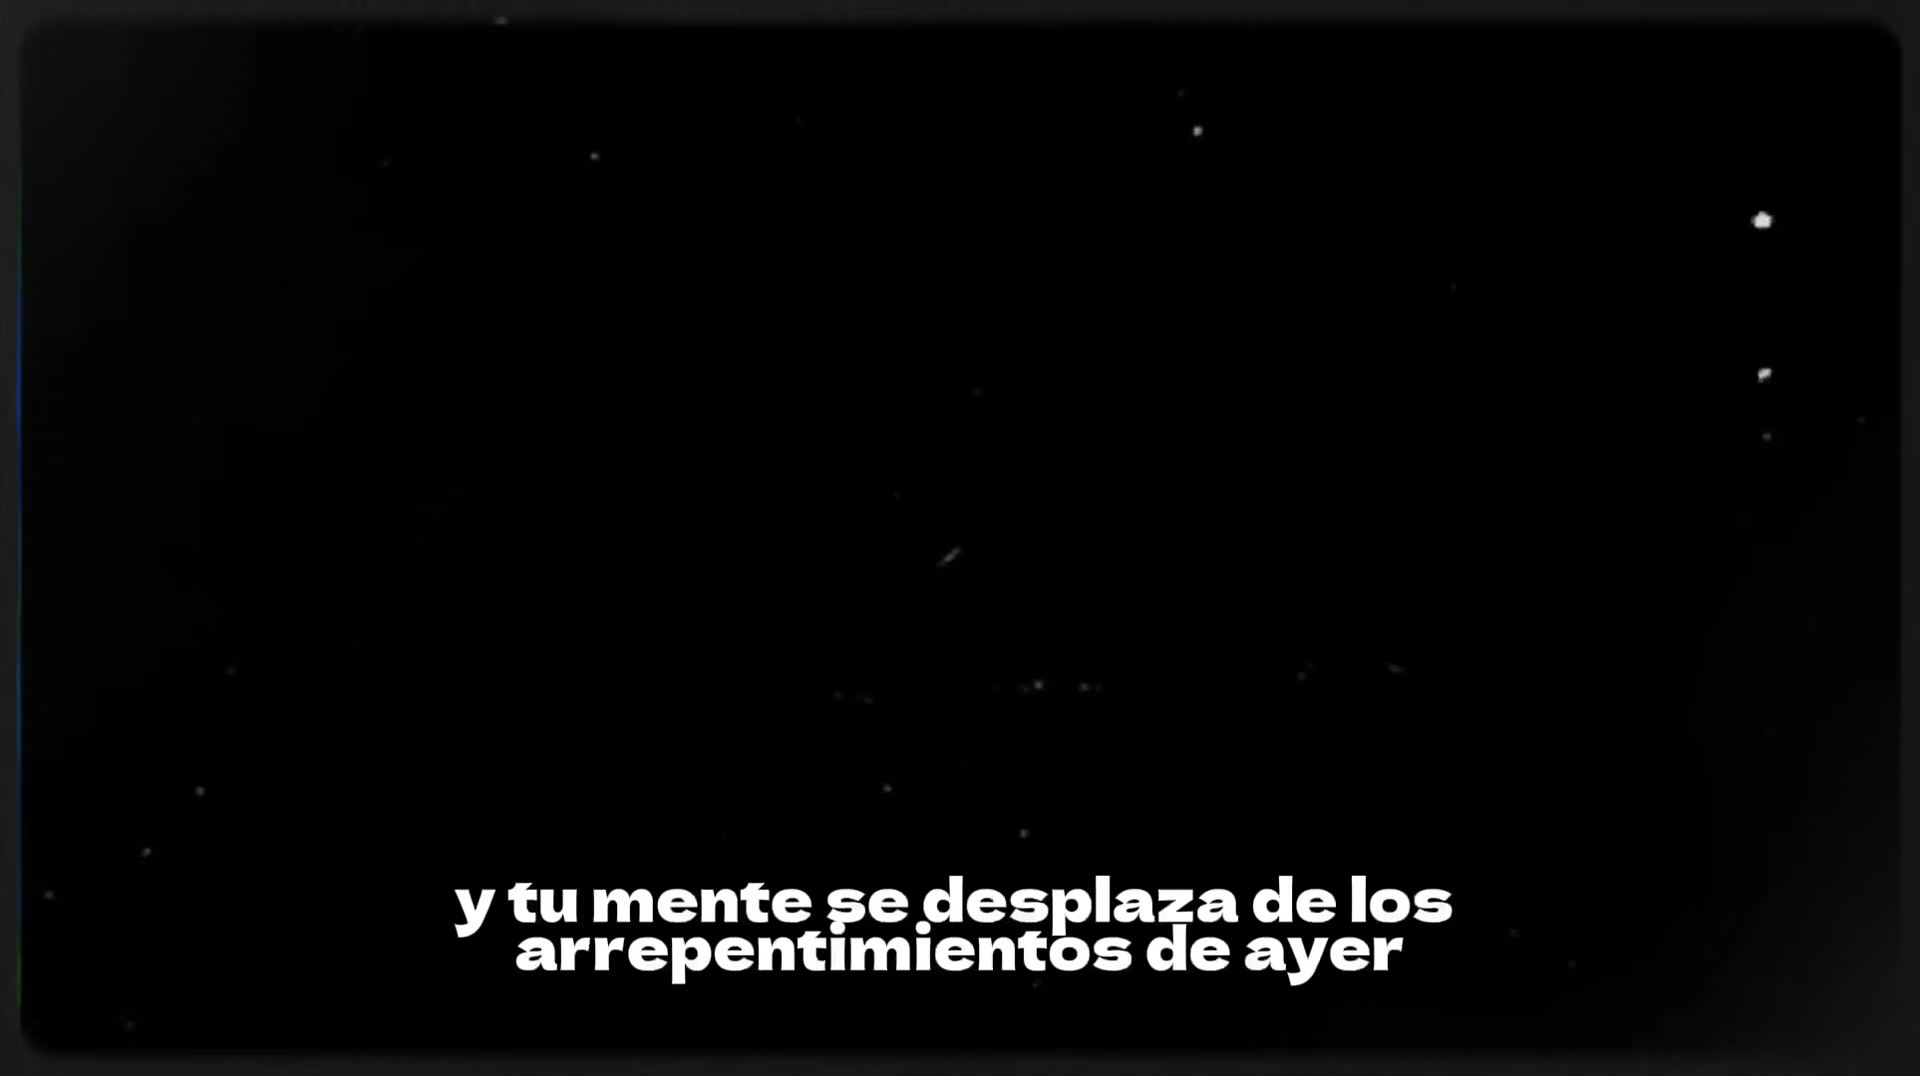 y tu mente se desplaza de los
arrepentimientos de ayer